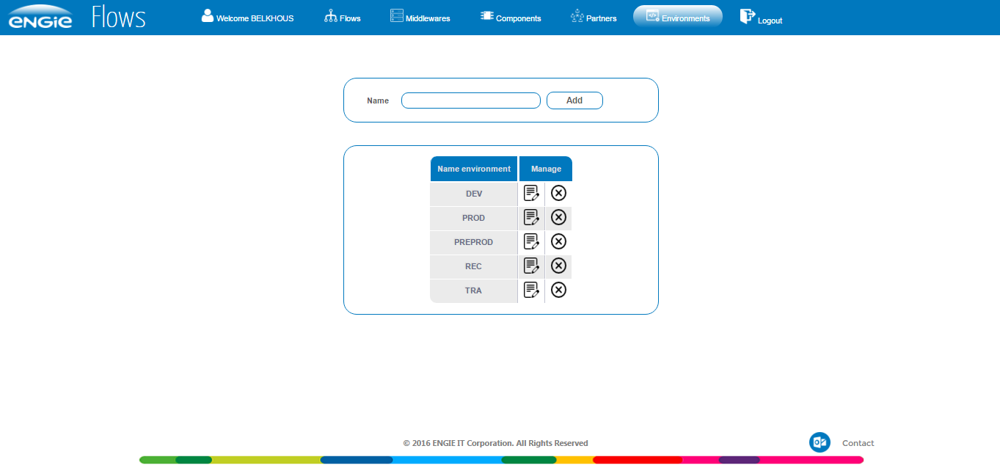 ENGIE Flows Welcome BELKHOUS Flows Middlewares Components Partners Environments Logout
Name Add
Name environment Manage
DEV
PROD
PREPROD
REC
TRA
© 2016 ENGIE IT Corporation. All Rights Reserved Contact